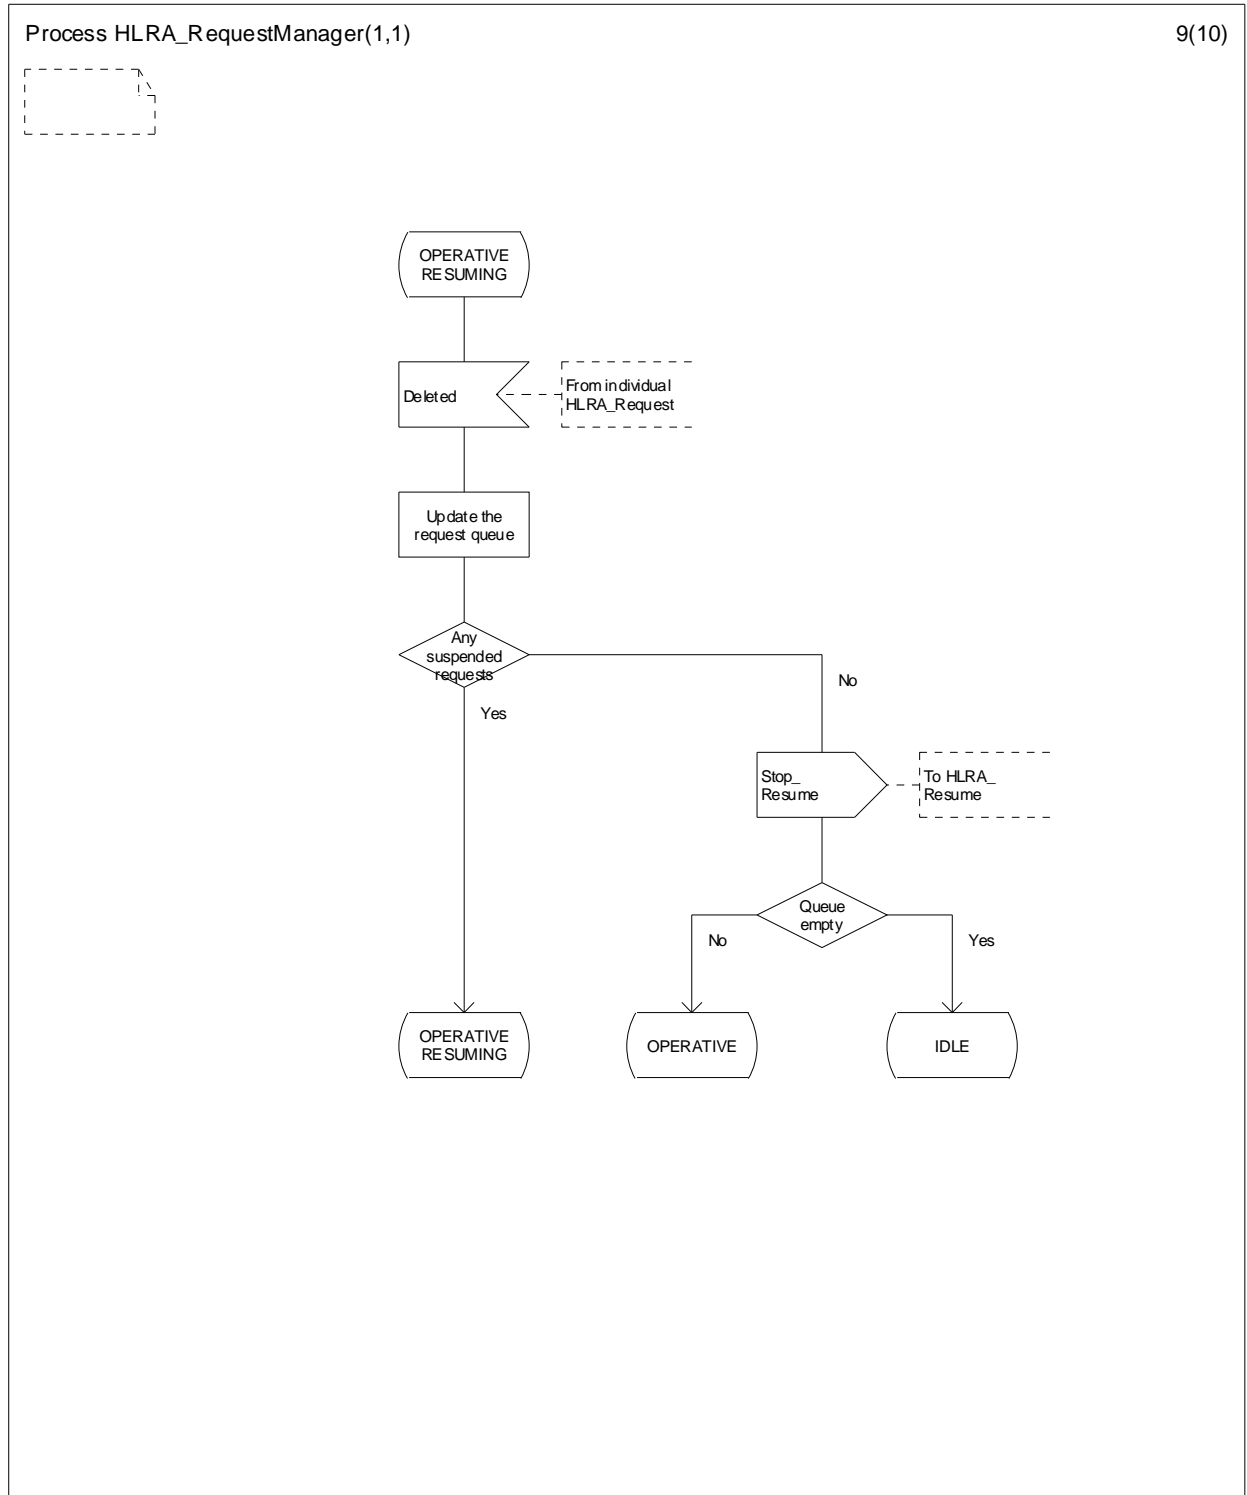 Process HLRA_RequestManager(1,1)
9(10)
OPERATIVE
RESUMING
Deleted
From individual
HLRA_Request
Update the
request queue
Any
suspended
requests
No
Yes
Stop_
Resume
To HLRA_
Resume
Queue
empty
No
Yes
OPERATIVE
RESUMING
OPERATIVE
IDLE